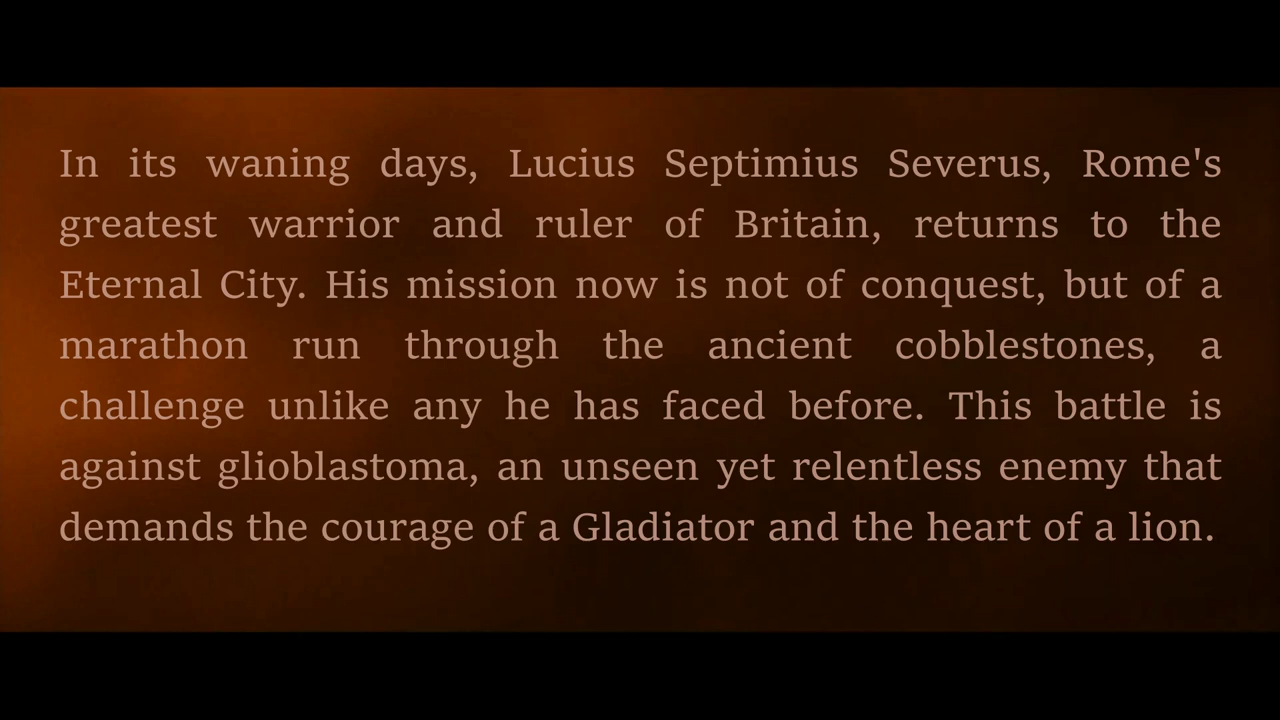 In its waning days, Lucius Septimius Severus, Rome's
greatest warrior and ruler of Britain, returns to the
Eternal City. His mission now is not of conquest, but of a
marathon run through the ancient cobblestones, a
challenge unlike any he has faced before. This battle is
against glioblastoma, an unseen yet relentless enemy that
demands the courage of a Gladiator and the heart of a lion.